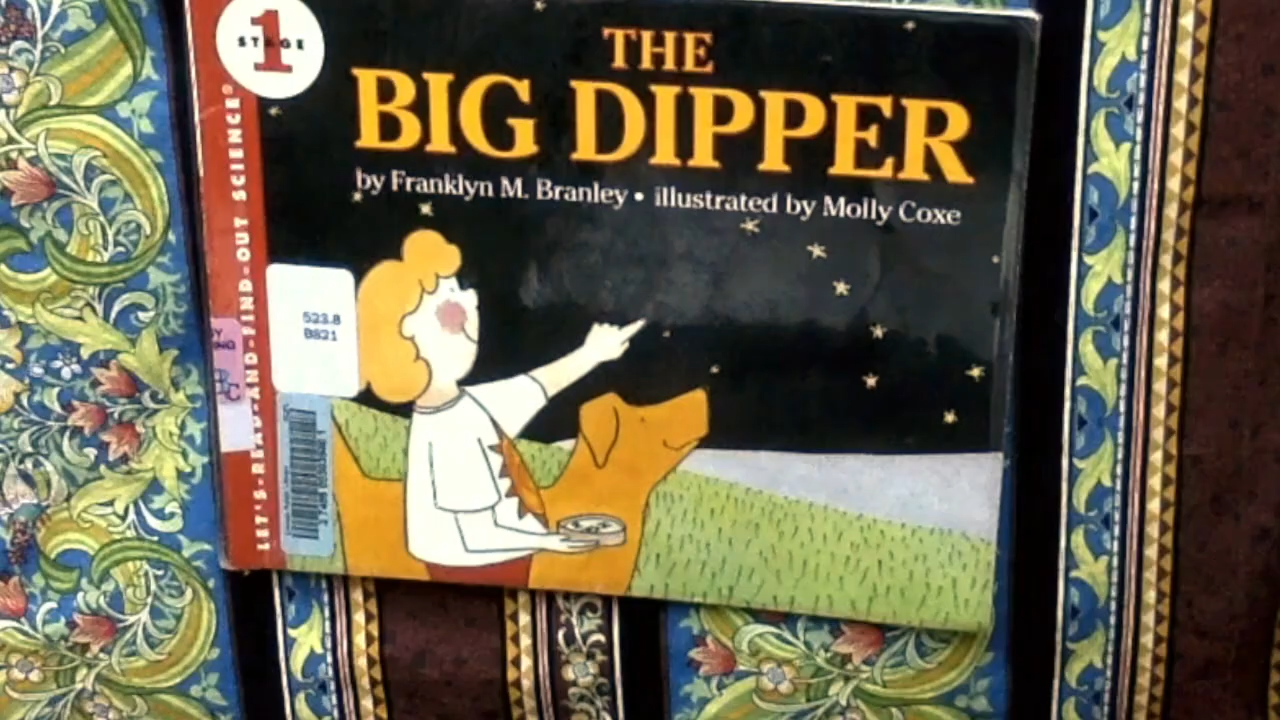 1
STAGE
THE
BIG DIPPER
by Franklyn M. Branley • illustrated by Molly Coxe
LET'S-READ-AND-FIND-OUT SCIENCE®
523.8
B821